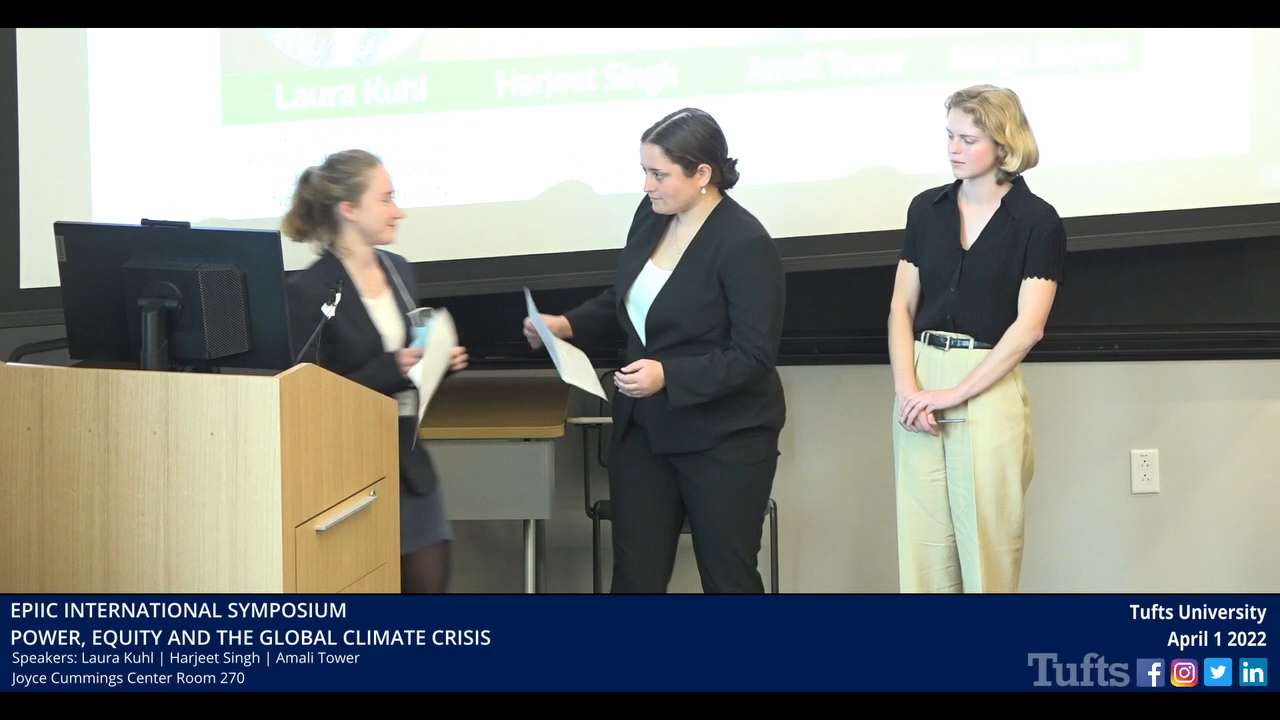 Laura Kuhl
Harjeet Singh
Amali Tower
EPIIC INTERNATIONAL SYMPOSIUM
POWER, EQUITY AND THE GLOBAL CLIMATE CRISIS
Speakers: Laura Kuhl | Harjeet Singh | Amali Tower
Joyce Cummings Center Room 270
Tufts University
April 1 2022
Tufts